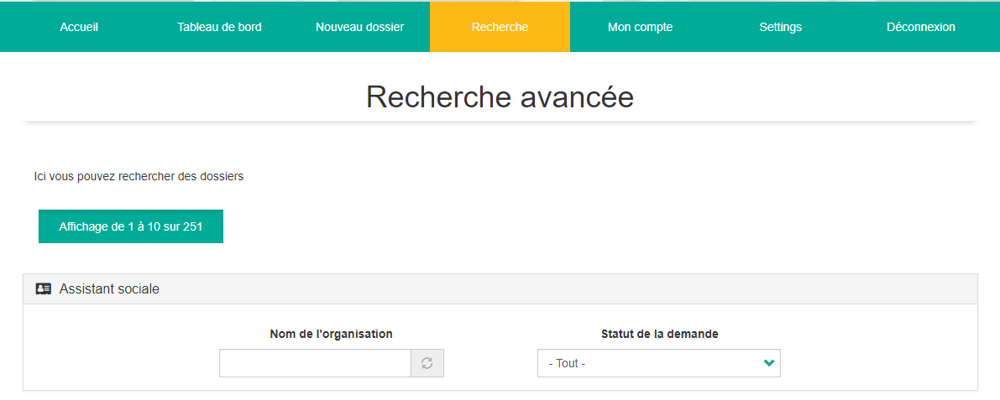 Accueil Tableau de bord Nouveau dossier Recherche Mon compte Settings Déconnexion
Recherche avancée
Ici vous pouvez rechercher des dossiers
Affichage de 1 à 10 sur 251
Assistant sociale
Nom de l'organisation Statut de la demande
- Tout -